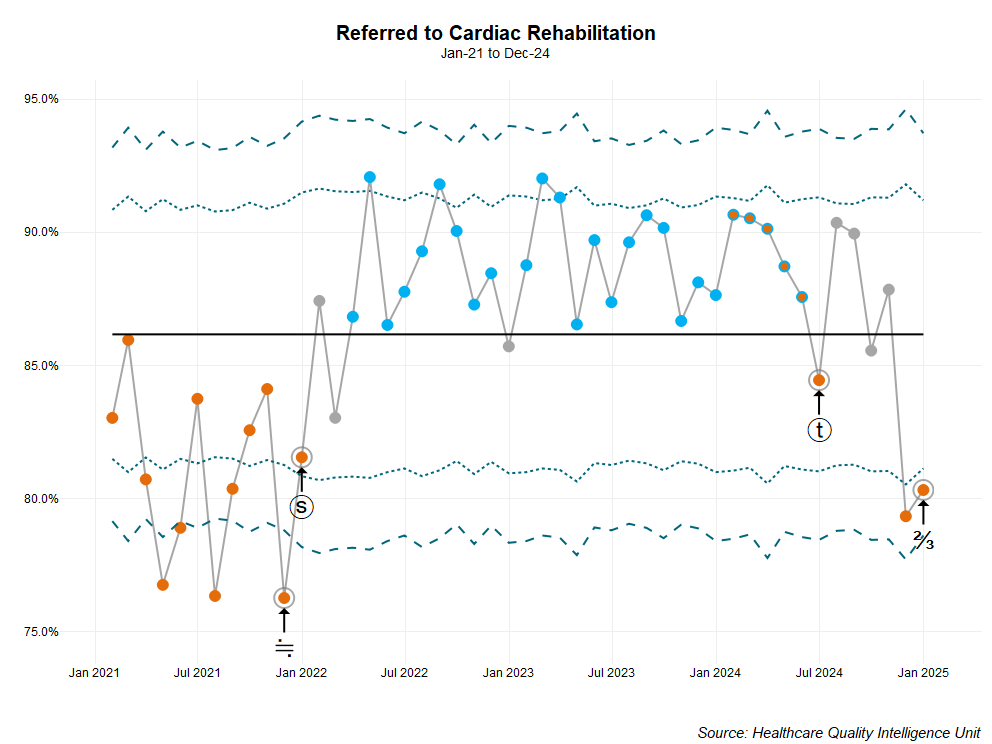 Referred to Cardiac Rehabilitation
Jan-21 to Dec-24
95.0%
90.0%
85.0%
80.0%
75.0%
ⓣ
ⓢ
⅔
≒
Jan 2021 Jul 2021 Jan 2022 Jul 2022 Jan 2023 Jul 2023 Jan 2024 Jul 2024 Jan 2025
Source: Healthcare Quality Intelligence Unit